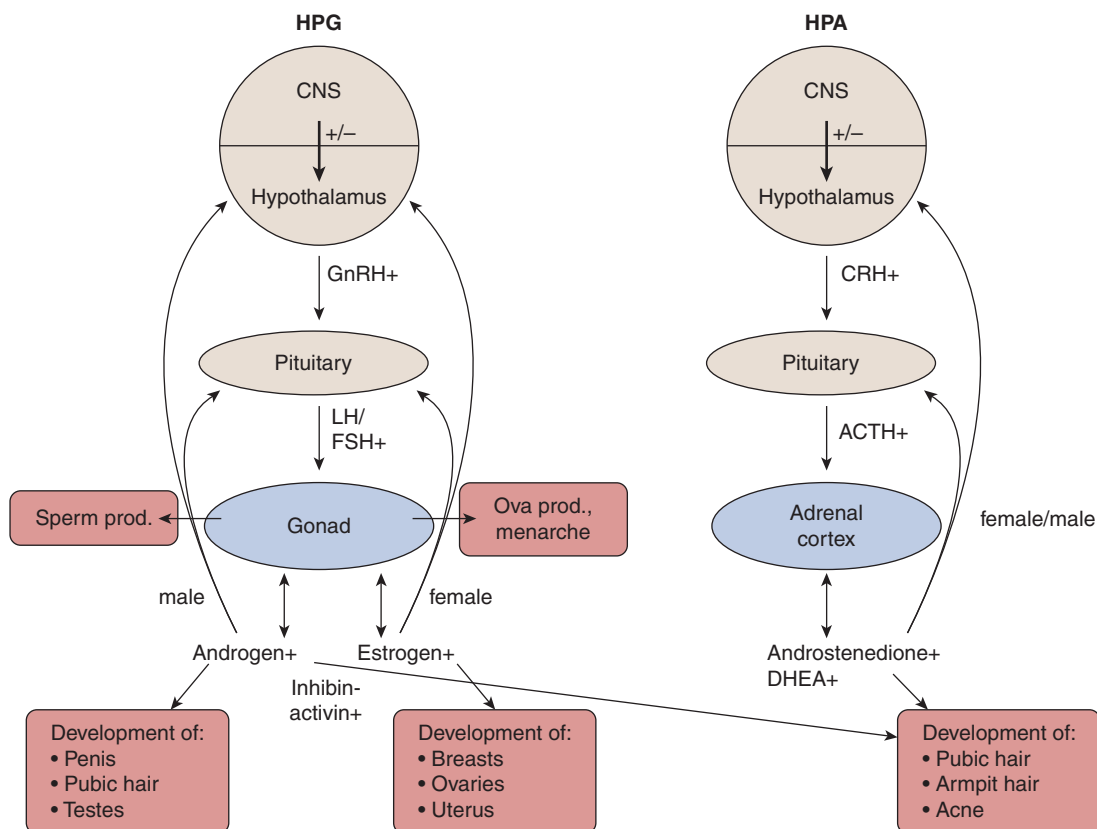 HPG
CNS
+/–
Hypothalamus
GnRH+
Pituitary
LH/
FSH+
Sperm prod.
Gonad
Ova prod.,
menarche
male
female
Androgen+
Estrogen+
Inhibin-
activin+
Development of:
• Penis
• Pubic hair
• Testes
Development of:
• Breasts
• Ovaries
• Uterus
HPA
CNS
+/–
Hypothalamus
CRH+
Pituitary
ACTH+
Adrenal
cortex
female/male
Androstenedione+
DHEA+
Development of:
• Pubic hair
• Armpit hair
• Acne